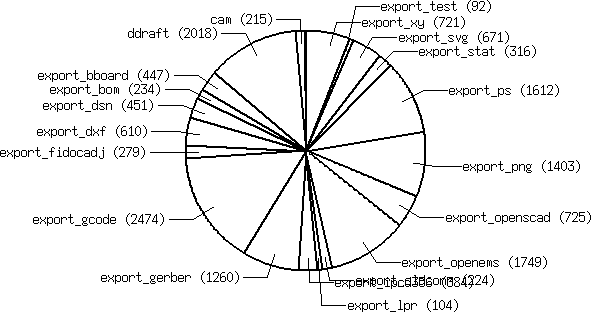 export_test (92)
cam (215)
export_xy (721)
ddraft (2018)
export_svg (671)
export_stat (316)
export_bboard (447)
export_bom (234)
export_ps (1612)
export_dsn (451)
export_dxf (610)
export_fidocadj (279)
export_png (1403)
export_gcode (2474)
export_openscad (725)
export_openems (1749)
export_gerber (1260)
export_lpr (104)